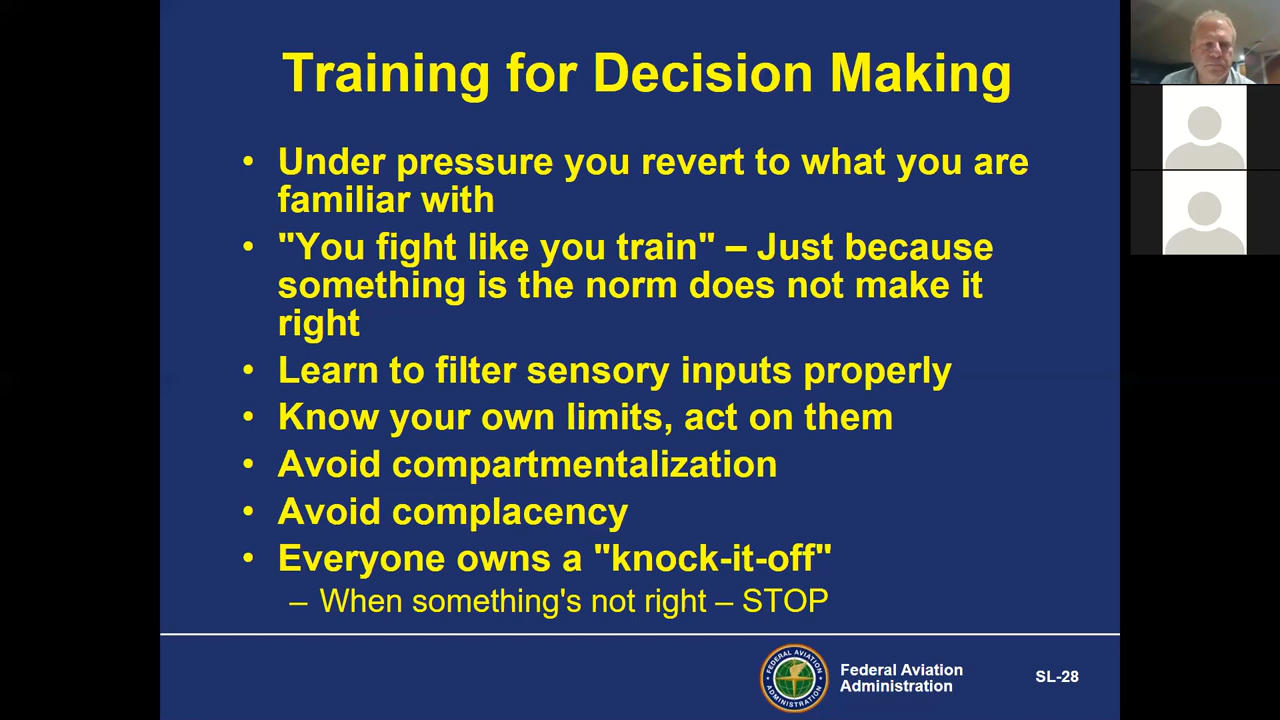 Training for Decision Making
• Under pressure you revert to what you are
familiar with
• "You fight like you train" – Just because
something is the norm does not make it
right
• Learn to filter sensory inputs properly
• Know your own limits, act on them
• Avoid compartmentalization
• Avoid complacency
• Everyone owns a "knock-it-off"
– When something's not right – STOP
FEDERAL AVIATION
ADMINISTRATION
Federal Aviation
Administration
SL-28